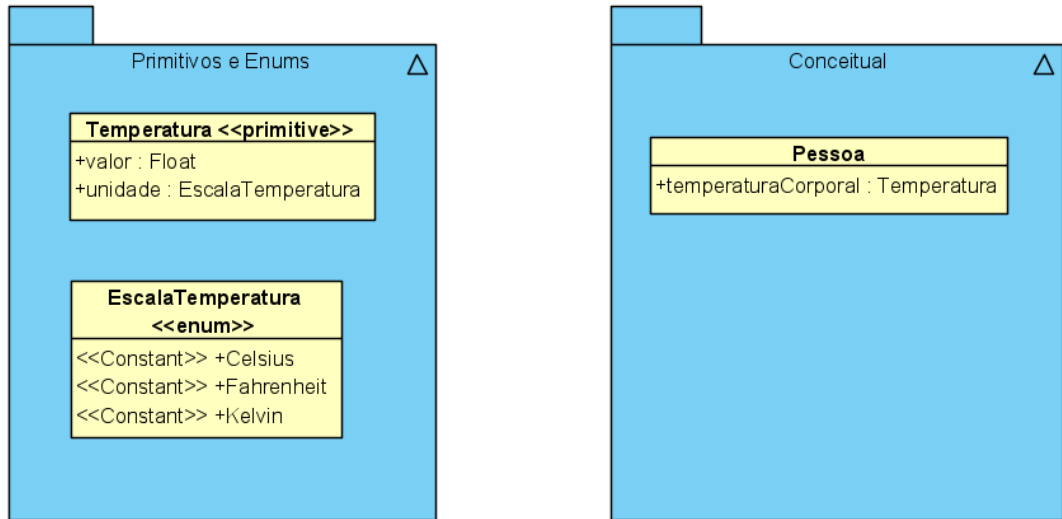 Primitivos e Enums
Temperatura <<primitive>>
+valor : Float
+unidade : EscalaTemperatura
EscalaTemperatura
<<enum>>
<<Constant>> +Celsius
<<Constant>> +Fahrenheit
<<Constant>> +Kelvin
Conceitual
Pessoa
+temperaturaCorporal : Temperatura